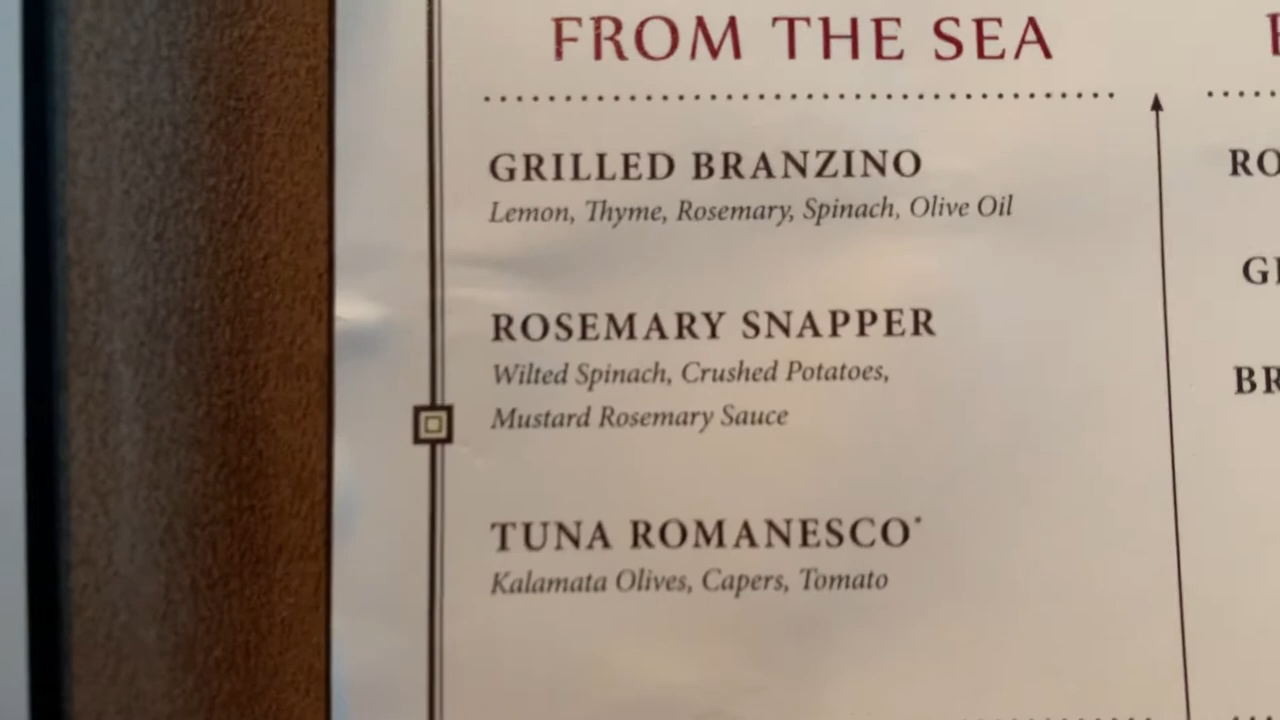 FROM THE SEA
GRILLED BRANZINO
Lemon, Thyme, Rosemary, Spinach, Olive Oil
ROSEMARY SNAPPER
Wilted Spinach, Crushed Potatoes,
Mustard Rosemary Sauce
TUNA ROMANESCO*
Kalamata Olives, Capers, Tomato